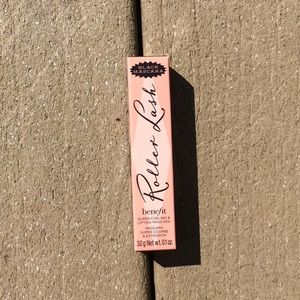 BLACK
MASCARA
Roller Lash
benefit
SUPER-CURLING &
LIFTING MASCARA
MASCARA
SUPER-COURBE
& EXTENSION
3.0 g Net wt. 0.1 oz.